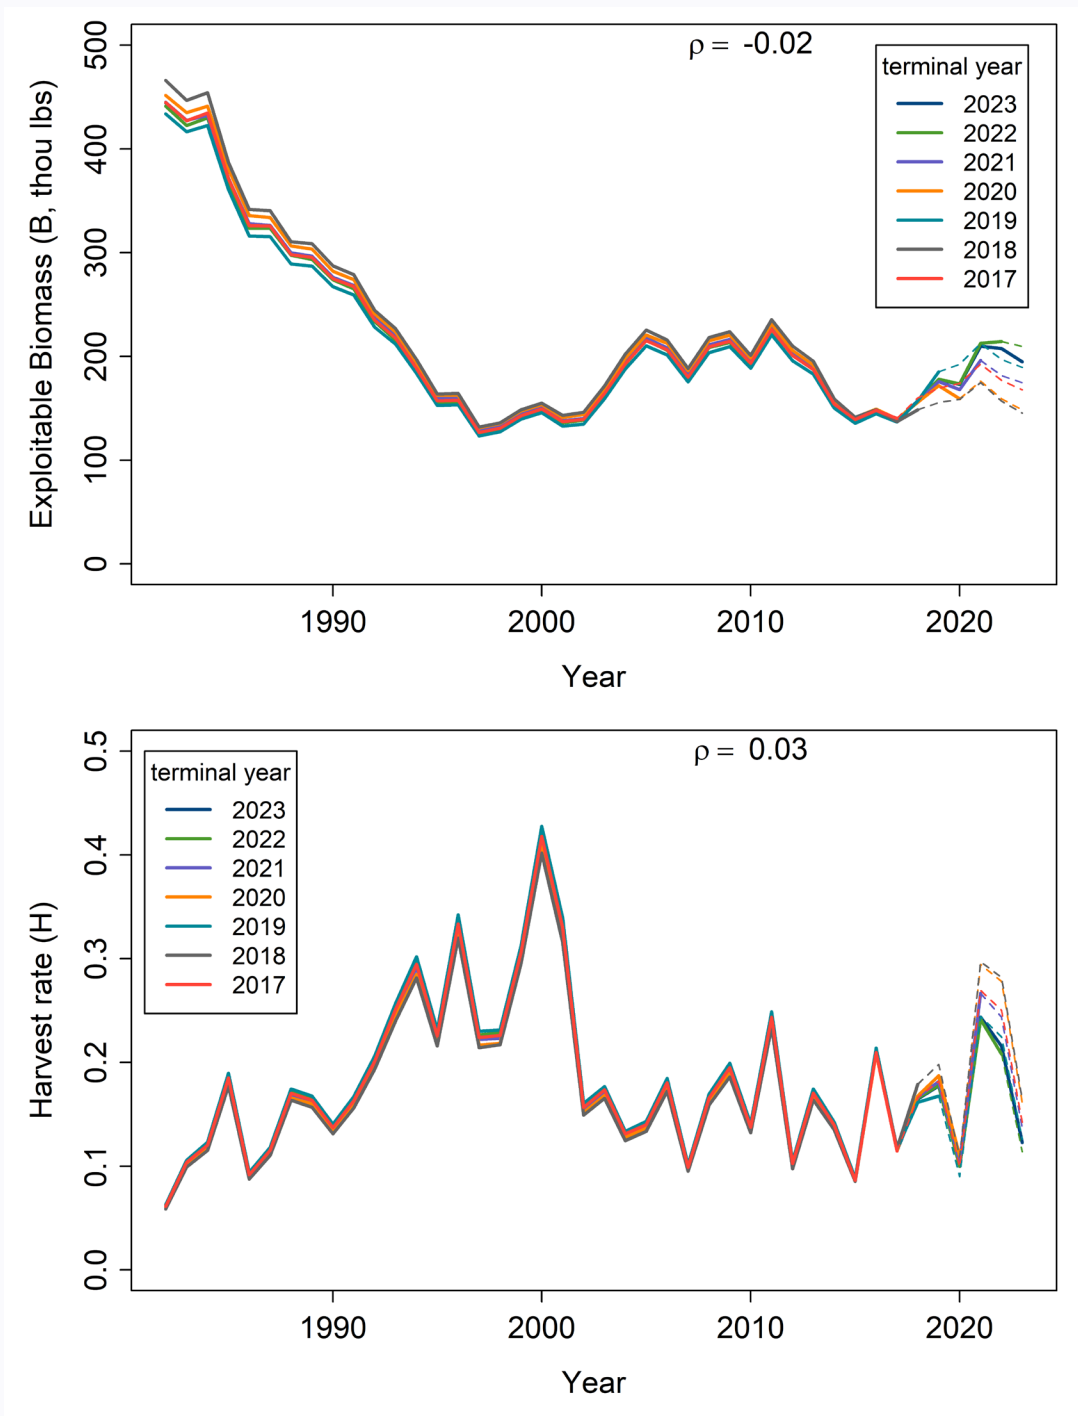 500
400
300
200
100
0
Exploitable Biomass (B, thou lbs)
ρ = -0.02
terminal year
2023
2022
2021
2020
2019
2018
2017
1990 2000 2010 2020
Year
0.5
0.4
0.3
0.2
0.1
0.0
Harvest rate (H)
ρ = 0.03
terminal year
2023
2022
2021
2020
2019
2018
2017
1990 2000 2010 2020
Year